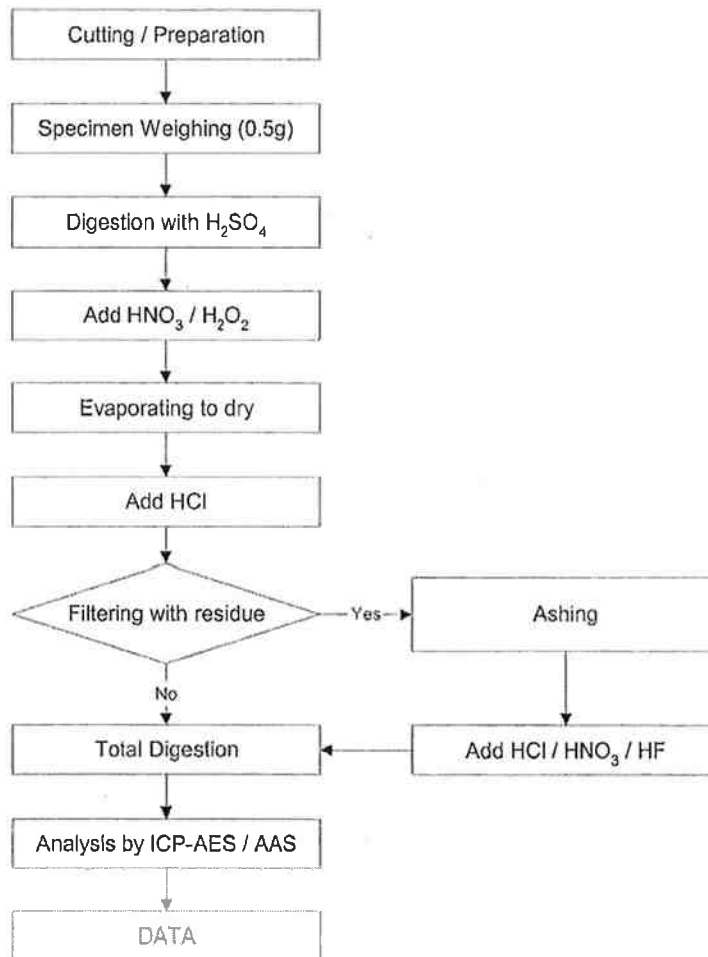 Cutting / Preparation
Specimen Weighing (0.5g)
Digestion with H₂SO₄
Add HNO₃ / H₂O₂
Evaporating to dry
Add HCl
Filtering with residue
Yes
Ashing
No
Total Digestion
Add HCl / HNO₃ / HF
Analysis by ICP-AES / AAS
DATA